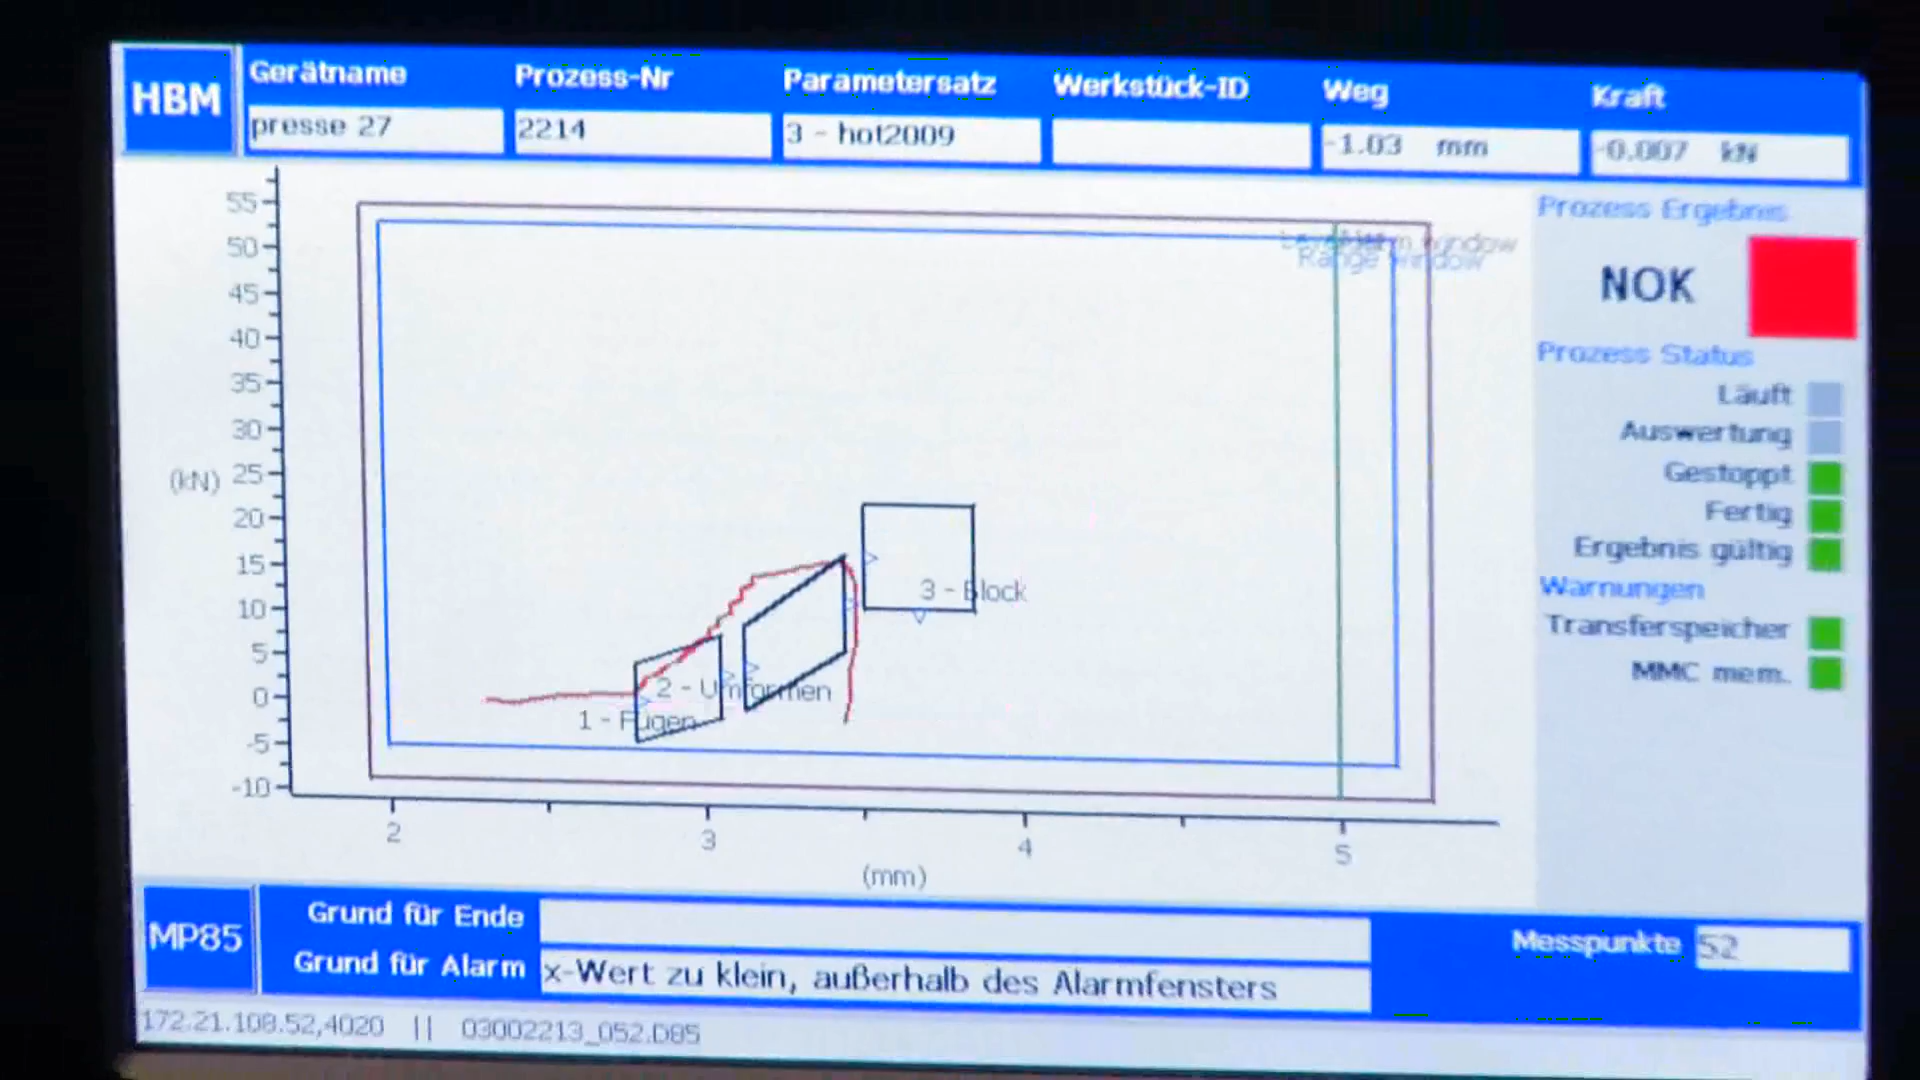 HBM
Gerätname Prozess-Nr Parametersatz Werkstück-ID Weg Kraft
presse 27 2214 3 - hot2009 -1.03 mm -0.007 kN
Prozess Ergebnis
NOK
Prozess Status
Läuft
Auswertung
Gestoppt
Fertig
Ergebnis gültig
Warnungen
Transferspeicher
MMC mem.
window
Range window
55
50
45
40
35
30
(kN) 25
20
15
10
5
0
-5
-10
3 - Block
2 - Umformen
1 - Fügen
2 3 4 5
(mm)
MP85
Grund für Ende
Grund für Alarm x-Wert zu klein, außerhalb des Alarmfensters
Messpunkte 52
172.21.108.52,4020 || 03002213_052.D85